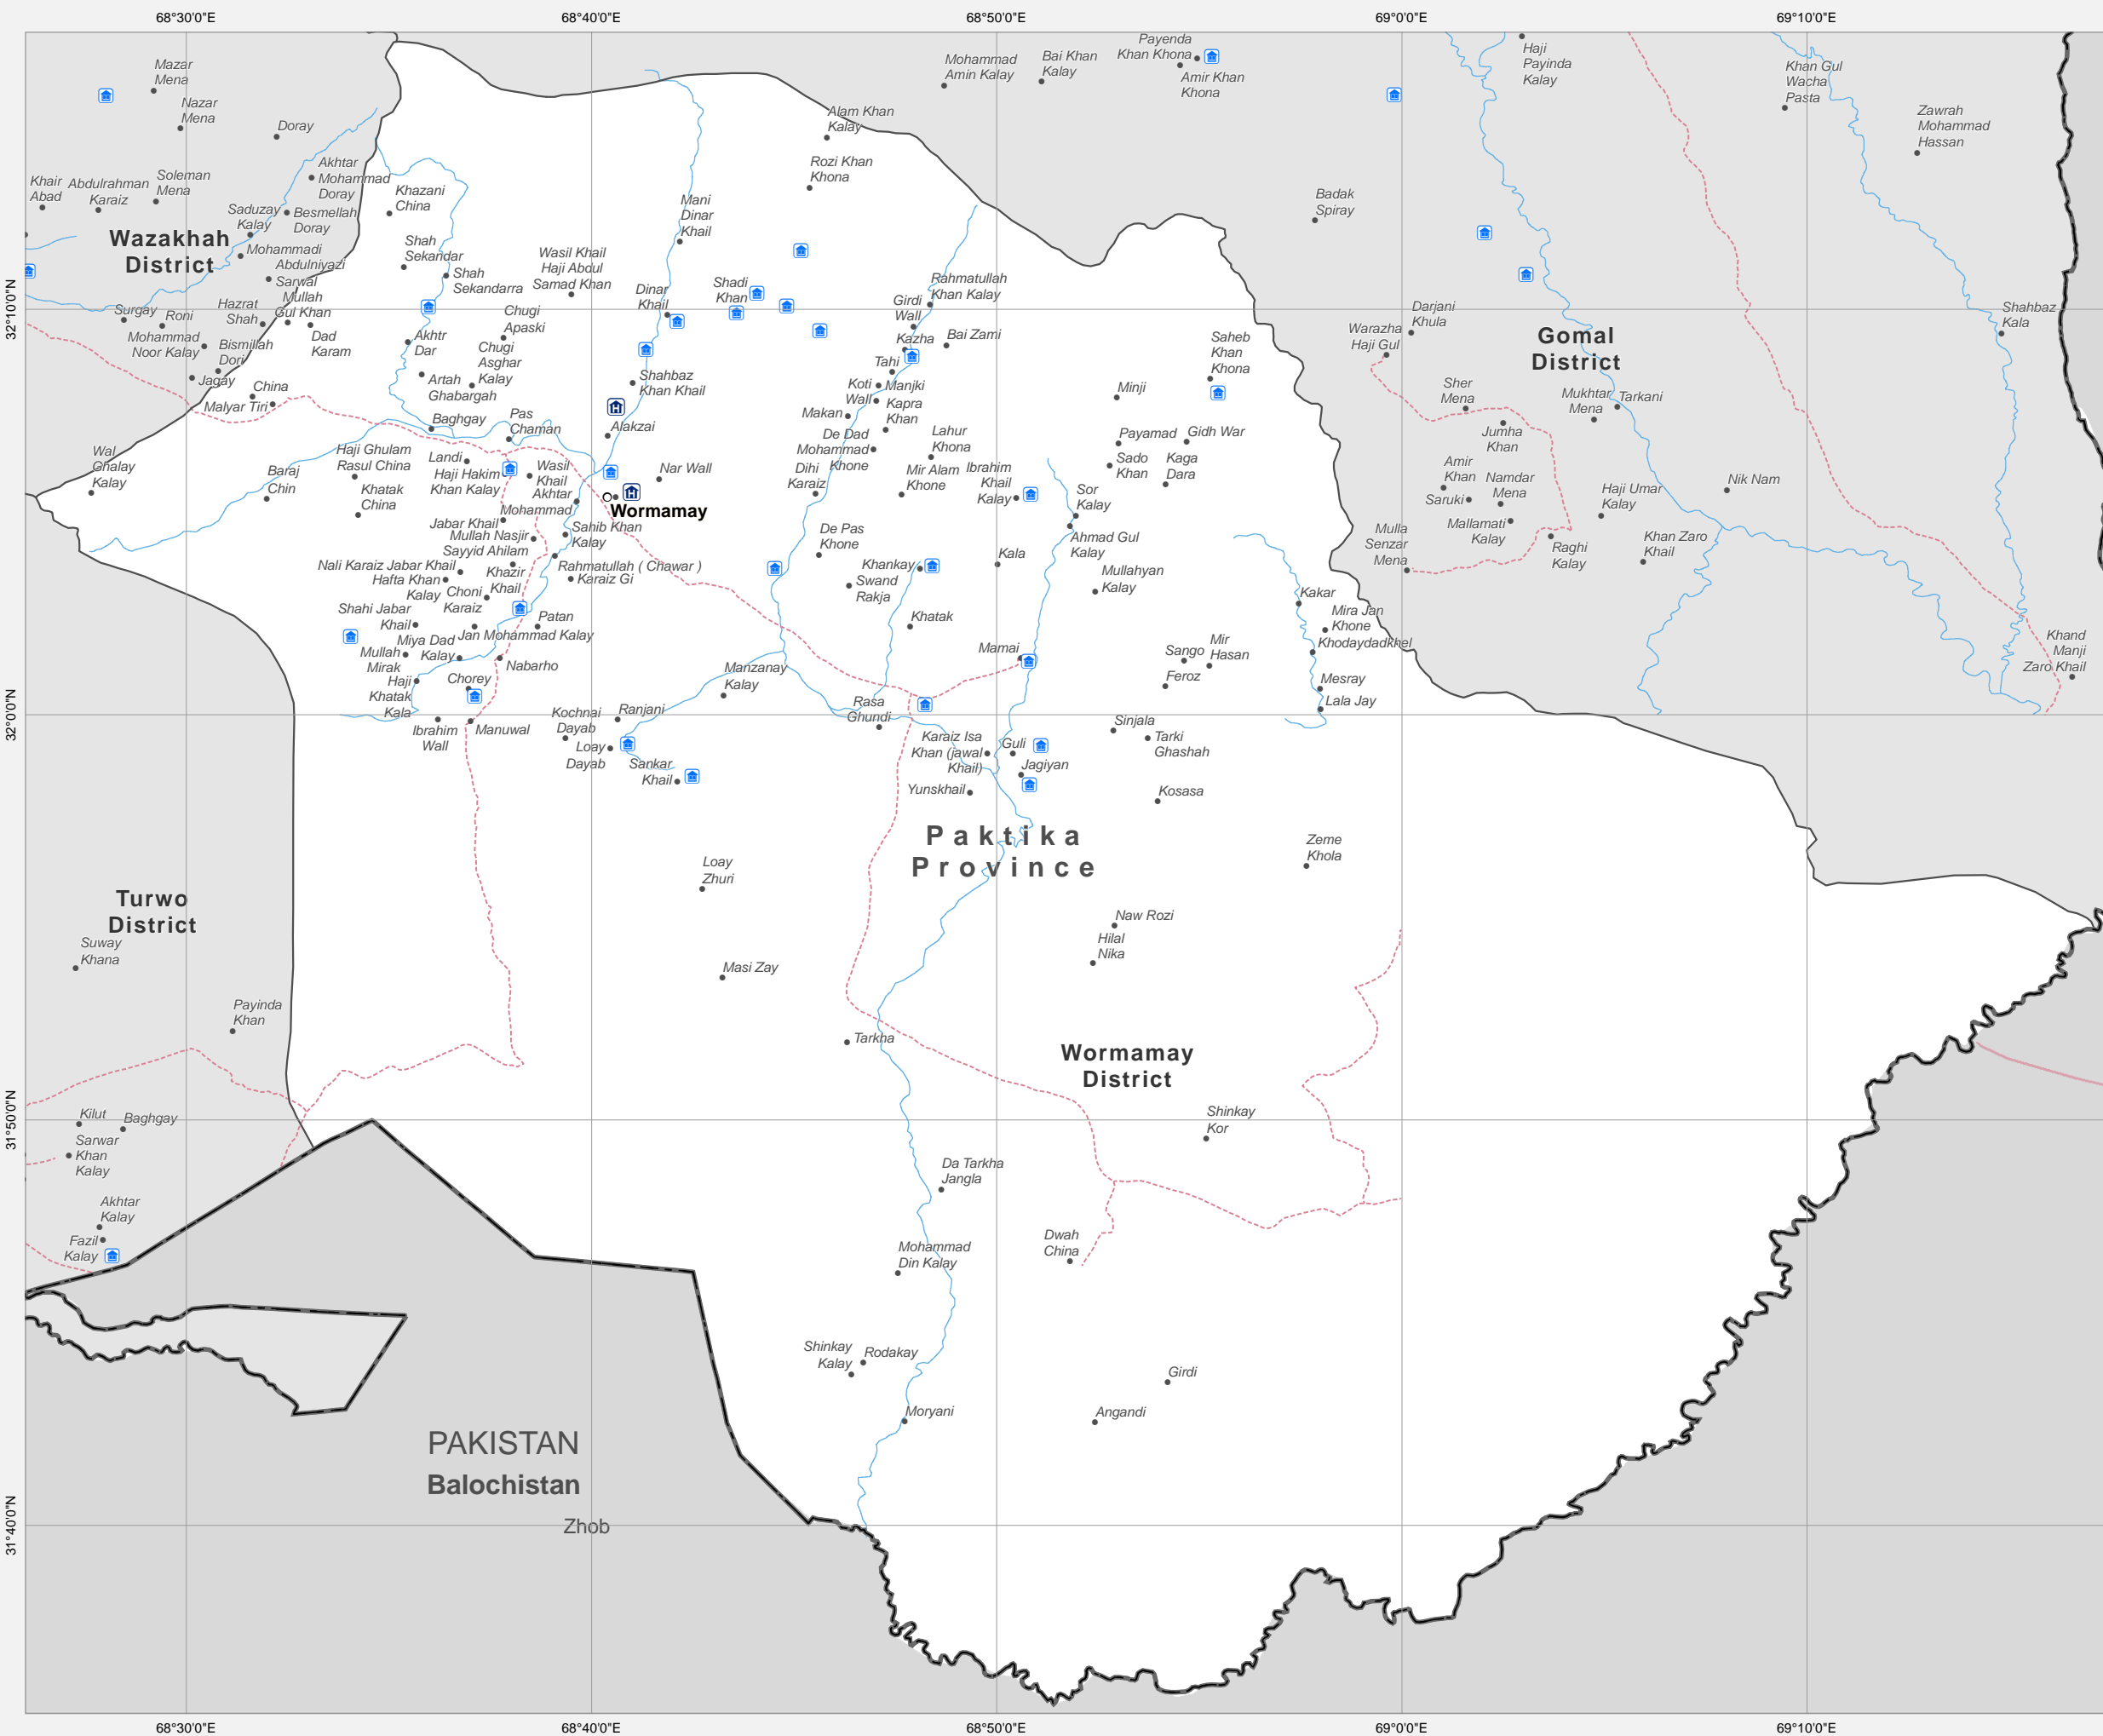 68°30'0"E
68°40'0"E
68°50'0"E
69°0'0"E
69°10'0"E
Mazar
Mena
Nazar
Mena
Doray
Akhtar
Mohammad
Doray
Khair
Abad
Abdulrahman
Karaiz
Soleman
Mena
Saduzay
Kalay
Besmellah
Doray
Wazakhah
District
Mohammadi
Abdulniyazi
Sarwal
Mullah
Gul Khan
Hazrat
Shah
Surgay
Roni
Mohammad
Noor Kalay
Bismillah
Dori
Dad
Karam
Jagay
China
Malyar Tiri
Khazani
China
Shah
Sekandar
Shah
Sekandarra
Wasil Khail
Haji Abdul
Samad Khan
Mani
Dinar
Khail
Dinar
Khail
Shadi
Khan
Chugi
Apaski
Chugi
Asghar
Kalay
Akhtr
Dar
Artah
Ghabargah
Shahbaz
Khan Khail
Alakzai
Baghgay
Pas
Chaman
Alam Khan
Kalay
Rozi Khan
Khona
Mohammad
Amin Kalay
Bai Khan
Kalay
Payenda
Khan Khona
Amir Khan
Khona
Haji
Payinda
Kalay
Khan Gul
Wacha
Pasta
Zawrah
Mohammad
Hassan
Badak
Spiray
Rahmatullah
Khan Kalay
Girdi
Wall
Kazha
Bai Zami
Tahi
Manjki
Koti
Wall
Kapra
Khan
Makan
De Dad
Mohammad
Khone
Lahur
Khona
Mir Alam
Khone
Dihi
Karaiz
Ibrahim
Khail
Kalay
Saheb
Khan
Khona
Minji
Payamad
Gidh War
Sado
Khan
Kaga
Dara
Sor
Kalay
Ahmad Gul
Kalay
Mullahyan
Kalay
Darjani
Khula
Warazha
Haji Gul
Gomal
District
Shahbaz
Kala
Sher
Mena
Mukhtar
Mena
Tarkani
Jumha
Khan
Amir
Khan
Saruki
Namdar
Mena
Mallamati
Kalay
Haji Umar
Kalay
Nik Nam
Mulla
Senzar
Mena
Raghi
Kalay
Khan Zaro
Khail
Khand
Manji
Zaro Khail
Wal
Ghalay
Kalay
Baraj
Chin
Haji Ghulam
Rasul China
Khatak
China
Landi
Haji Hakim
Khan Kalay
Wasil
Khail
Akhtar
Mohammad
Nar Wall
Wormamay
Jabar Khail
Mullah Nasjir
Sahib Khan
Kalay
Sayyid Ahilam
Nali Karaiz Jabar Khail
Rahmatullah ( Chawar )
Karaiz Gi
Hafta Khan
Kalay
Khazir
Khail
Choni
Karaiz
Shahi Jabar
Khail
Patan
Jan Mohammad Kalay
Miya Dad
Kalay
Mullah
Mirak
Nabarho
Haji
Khatak
Kala
Chorey
Ibrahim
Wall
Manuwal
Kochnai
Dayab
Ranjani
Loay
Dayab
Sankar
Khail
Manzanay
Kalay
De Pas
Khone
Khankay
Swand
Rakja
Khatak
Kala
Mamai
Rasa
Ghundi
Karaiz Isa
Khan (jawal
Khail)
Guli
Jagiyan
Yunskhail
Sango
Mir
Hasan
Feroz
Sinjala
Tarki
Ghashah
Kosasa
Kakar
Mira Jan
Khone
Khodaydadkhel
Mesray
Lala Jay
Paktika
Province
Zeme
Khola
Loay
Zhuri
Naw Rozi
Hilal
Nika
Masi Zay
Tarkha
Turwo
District
Suway
Khana
Payinda
Khan
Wormamay
District
Shinkay
Kor
Kilut
Baghgay
Sarwar
Khan
Kalay
Akhtar
Kalay
Fazil
Kalay
Da Tarkha
Jangla
Dwah
China
Mohammad
Din Kalay
Shinkay
Kalay
Rodakay
Moryani
Girdi
Angandi
PAKISTAN
Balochistan
Zhob
32°10'0"N
32°0'0"N
31°50'0"N
31°40'0"N
68°30'0"E
68°40'0"E
68°50'0"E
69°0'0"E
69°10'0"E